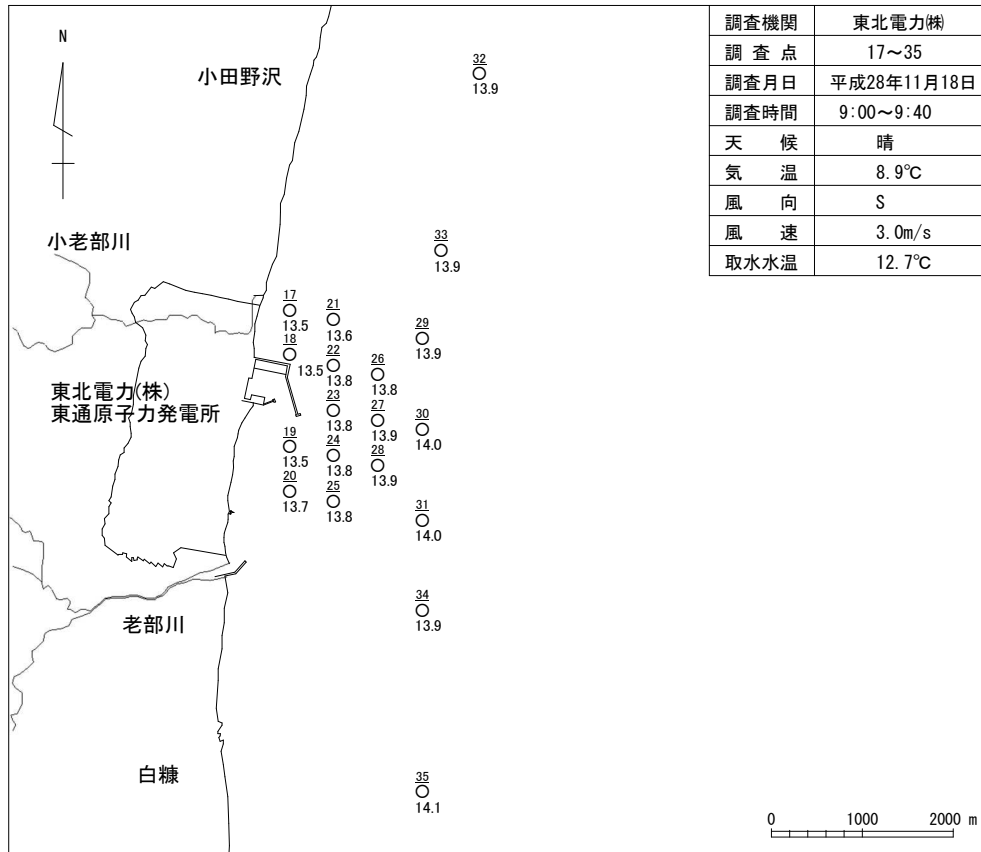 N
小田野沢
小老部川
東北電力(株)
東通原子力発電所
老部川
白糠
32
13.9
33
13.9
17
13.5
21
13.6
18
13.5
29
13.9
22
13.8
26
13.8
23
13.8
27
13.9
30
14.0
19
13.5
24
13.8
28
13.9
20
13.7
25
13.8
31
14.0
34
13.9
35
14.1
調査機関 東北電力㈱
調査点 17～35
調査月日 平成28年11月18日
調査時間 9:00～9:40
天候 晴
気温 8.9℃
風向 S
風速 3.0m/s
取水水温 12.7℃
0 1000 2000 m